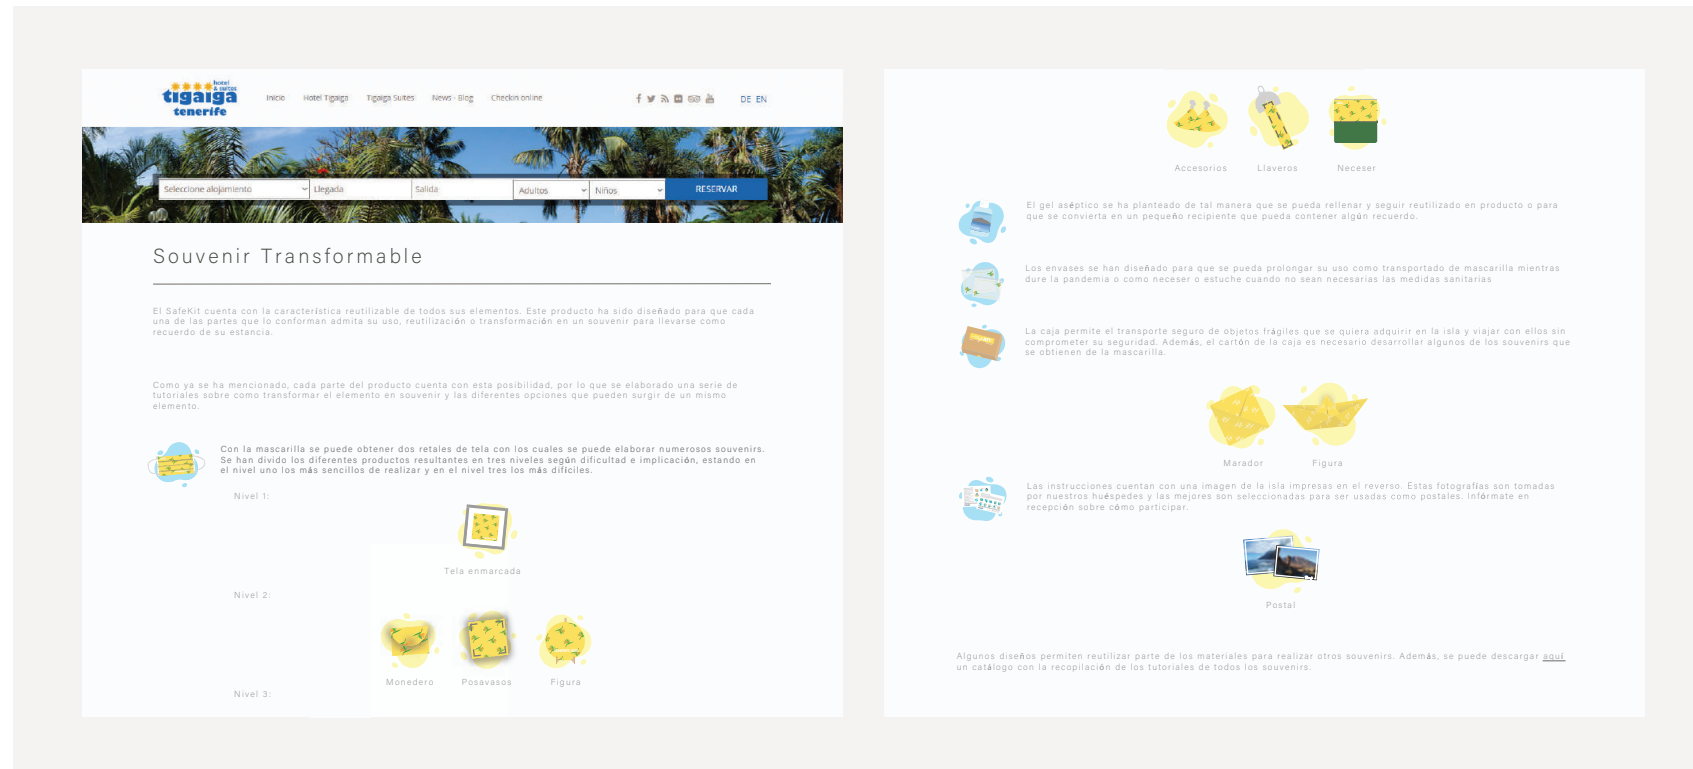 hotel
& suites
tigaiga
tenerife
Inicio Hotel Tigaiga Tigaiga Suites News - Blog Checkin online
DE EN
Seleccione alojamiento Llegada Salida Adultos Niños RESERVAR
Souvenir Transformable
El SafeKit cuenta con la característica reutilizable de todos sus elementos. Este producto ha sido diseñado para que cada
una de las partes que lo conforman admita su uso, reutilización o transformación en un souvenir para llevarse como
recuerdo de su estancia.
Como ya se ha mencionado, cada parte del producto cuenta con esta posibilidad, por lo que se elaborado una serie de
tutoriales sobre como transformar el elemento en souvenir y las diferentes opciones que pueden surgir de un mismo
elemento.
Con la mascarilla se puede obtener dos retales de tela con los cuales se puede elaborar numerosos souvenirs.
Se han divido los diferentes productos resultantes en tres niveles según dificultad e implicación, estando en
el nivel uno los más sencillos de realizar y en el nivel tres los más difíciles.
Nivel 1:
Tela enmarcada
Nivel 2:
Monedero Posavasos Figura
Nivel 3:
Accesorios Llaveros Neceser
El gel aséptico se ha planteado de tal manera que se pueda rellenar y seguir reutilizado en producto o para
que se convierta en un pequeño recipiente que pueda contener algún recuerdo.
Los envases se han diseñado para que se pueda prolongar su uso como transportado de mascarilla mientras
dure la pandemia o como neceser o estuche cuando no sean necesarias las medidas sanitarias
La caja permite el transporte seguro de objetos frágiles que se quiera adquirir en la isla y viajar con ellos sin
comprometer su seguridad. Además, el cartón de la caja es necesario desarrollar algunos de los souvenirs que
se obtienen de la mascarilla.
Marador Figura
Las instrucciones cuentan con una imagen de la isla impresas en el reverso. Estas fotografías son tomadas
por nuestros huéspedes y las mejores son seleccionadas para ser usadas como postales. Infórmate en
recepción sobre cómo participar.
Postal
Algunos diseños permiten reutilizar parte de los materiales para realizar otros souvenirs. Además, se puede descargar aquí
un catálogo con la recopilación de los tutoriales de todos los souvenirs.